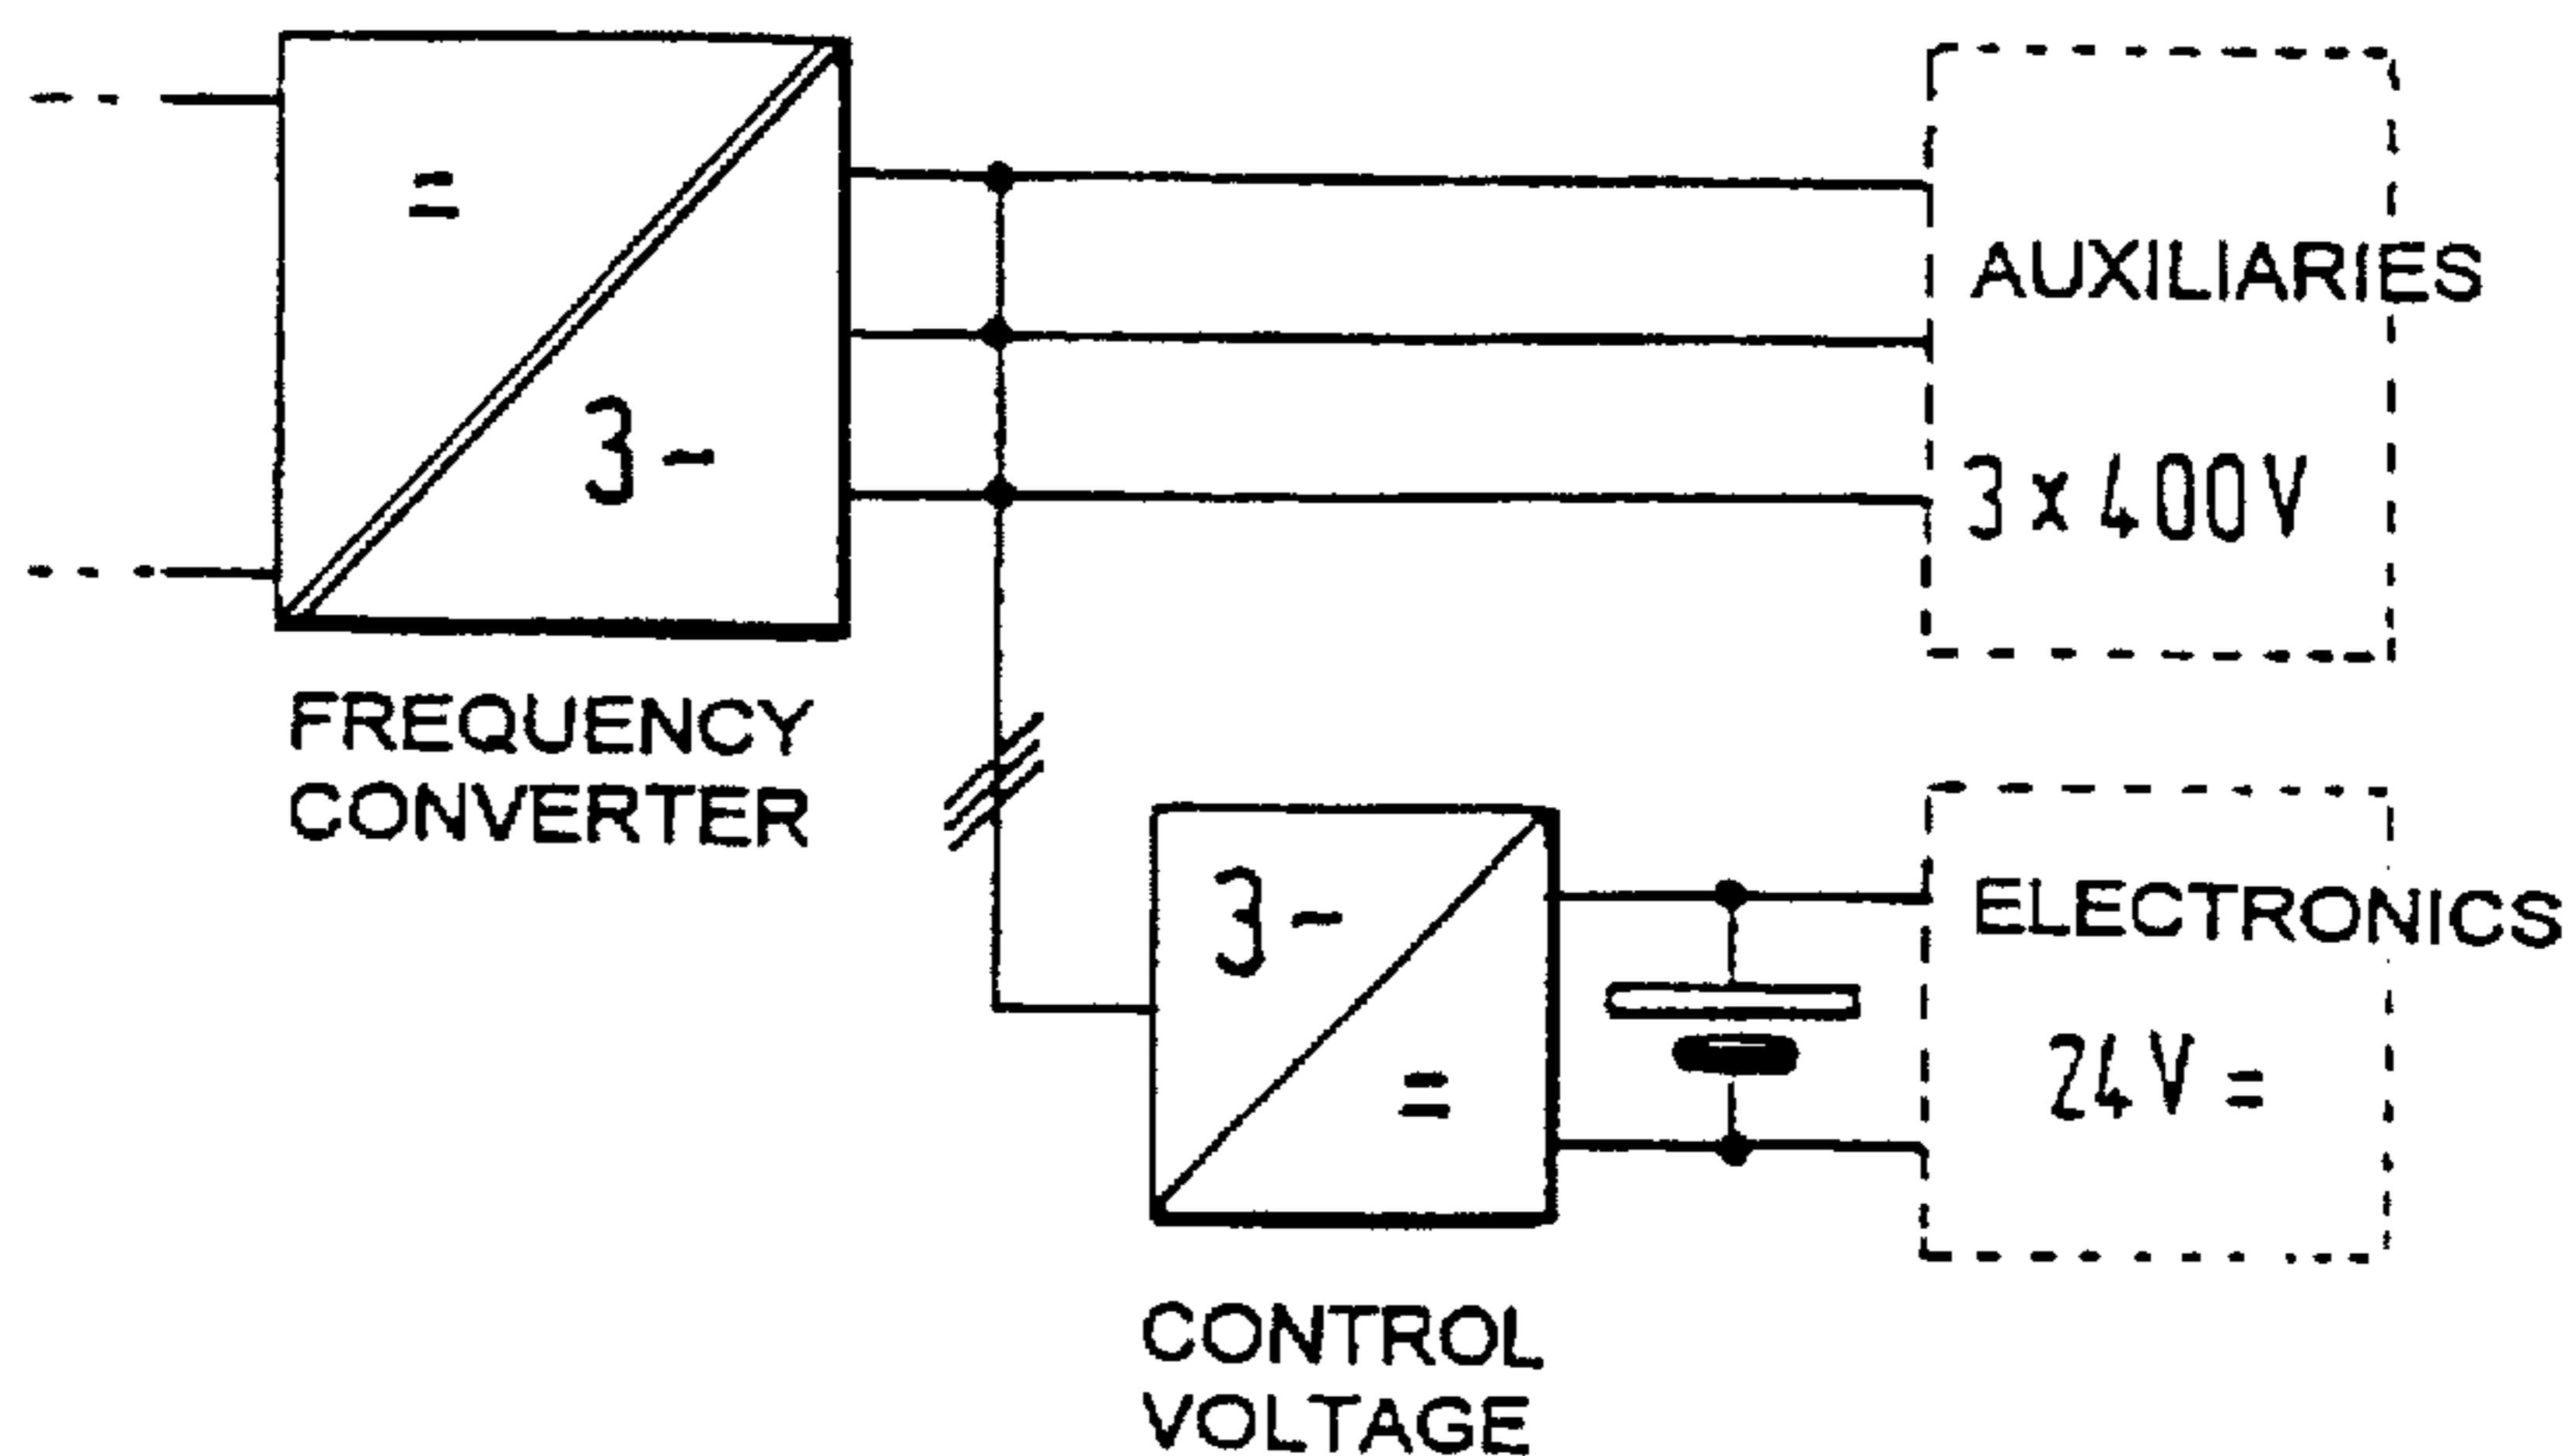 =
3-
AUXILIARIES
3 x 400V
FREQUENCY
CONVERTER
3-
=
ELECTRONICS
24V =
CONTROL
VOLTAGE